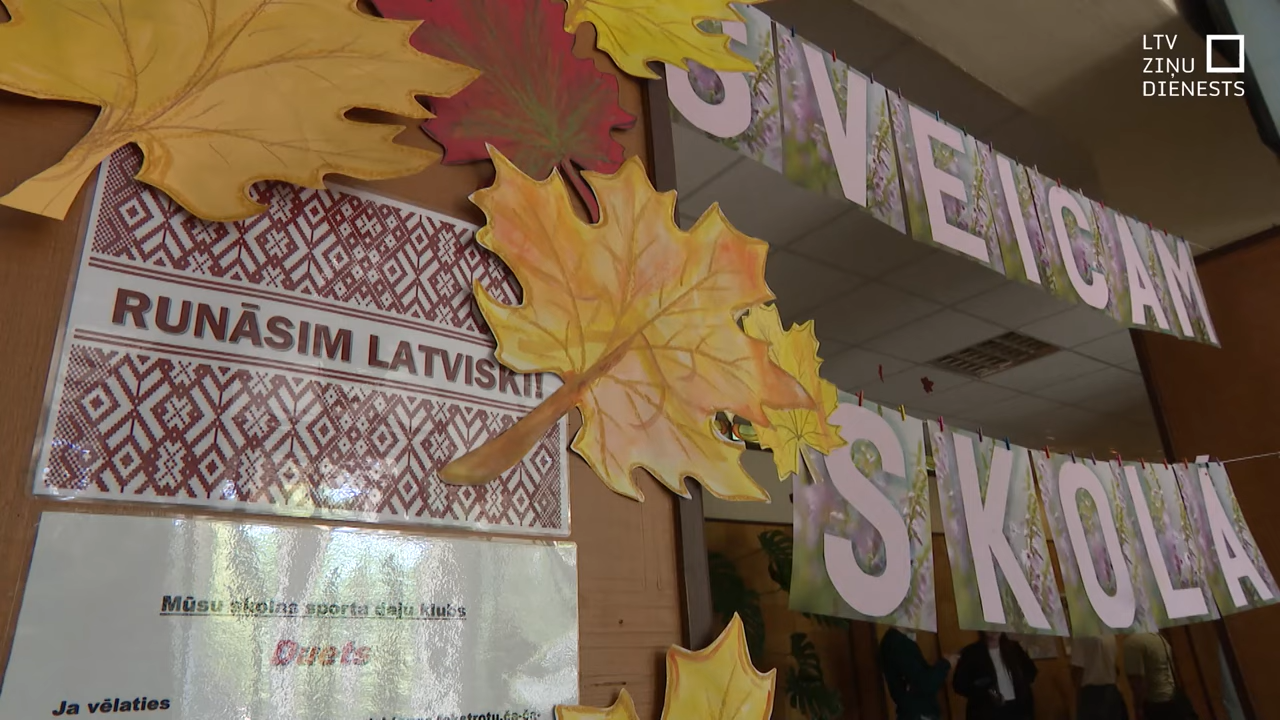 LTV
ZIŅU
DIENESTS
SVEICAM
SKOLĀ
RUNĀSIM LATVISKI!
Mūsu skolas sporta deju klubs
Duets
Ja vēlaties